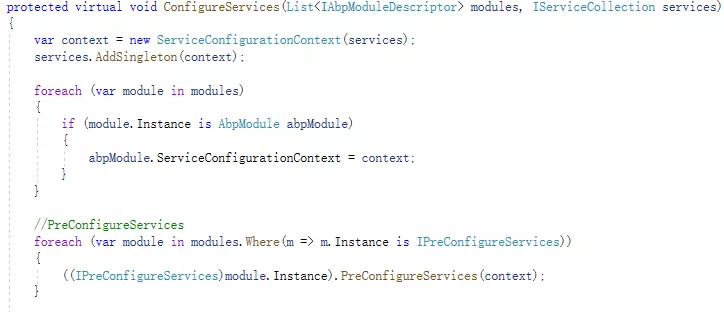 protected virtual void ConfigureServices(List<IAbpModuleDescriptor> modules, IServiceCollection services)
{
    var context = new ServiceConfigurationContext(services);
    services.AddSingleton(context);

    foreach (var module in modules)
    {
        if (module.Instance is AbpModule abpModule)
        {
            abpModule.ServiceConfigurationContext = context;
        }
    }

    //PreConfigureServices
    foreach (var module in modules.Where(m => m.Instance is IPreConfigureServices))
    {
        ((IPreConfigureServices)module.Instance).PreConfigureServices(context);
    }